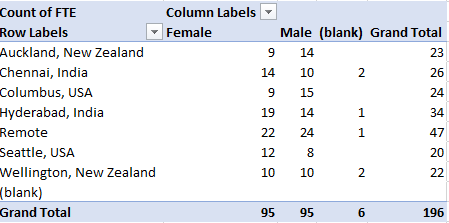 Count of FTE Column Labels
Row Labels Female Male (blank) Grand Total
Auckland, New Zealand 9 14 23
Chennai, India 14 10 2 26
Columbus, USA 9 15 24
Hyderabad, India 19 14 1 34
Remote 22 24 1 47
Seattle, USA 12 8 20
Wellington, New Zealand 10 10 2 22
(blank)
Grand Total 95 95 6 196